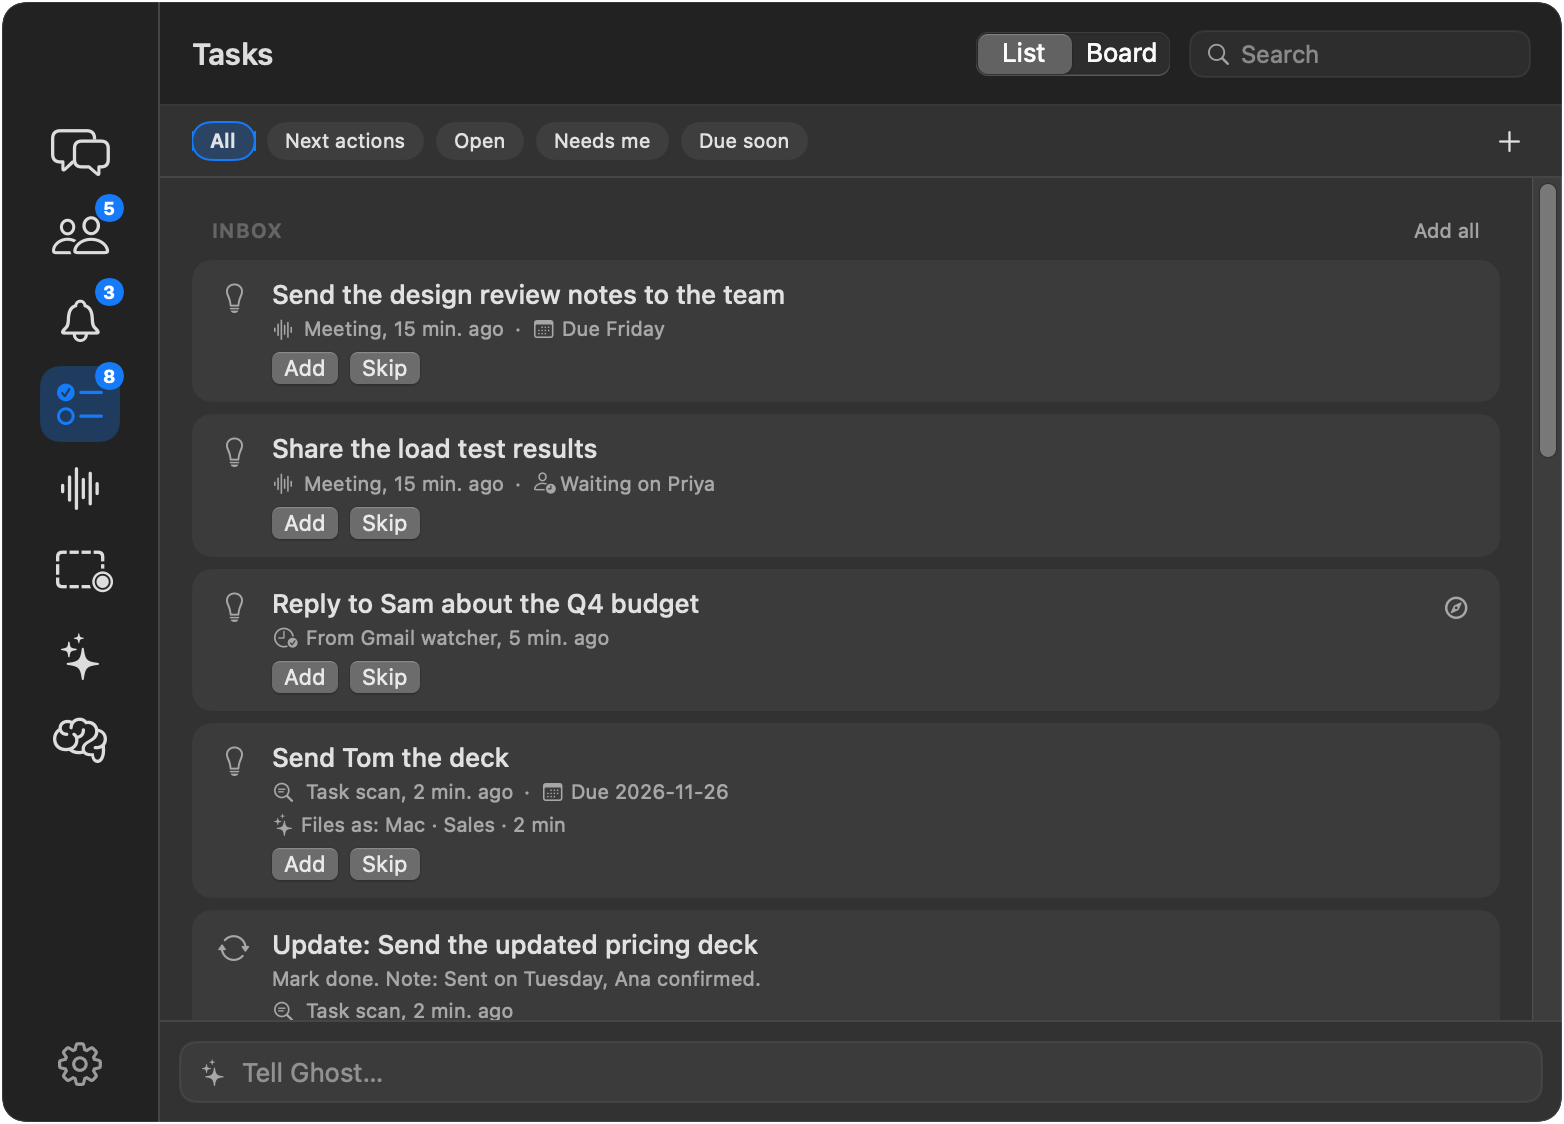 Tasks
List
Board
Search
All
Next actions
Open
Needs me
Due soon
5
3
8
INBOX
Add all
Send the design review notes to the team
Meeting, 15 min. ago · Due Friday
Add Skip
Share the load test results
Meeting, 15 min. ago · Waiting on Priya
Add Skip
Reply to Sam about the Q4 budget
From Gmail watcher, 5 min. ago
Add Skip
Send Tom the deck
Task scan, 2 min. ago · Due 2026-11-26
Files as: Mac · Sales · 2 min
Add Skip
Update: Send the updated pricing deck
Mark done. Note: Sent on Tuesday, Ana confirmed.
Task scan, 2 min. ago
Tell Ghost...